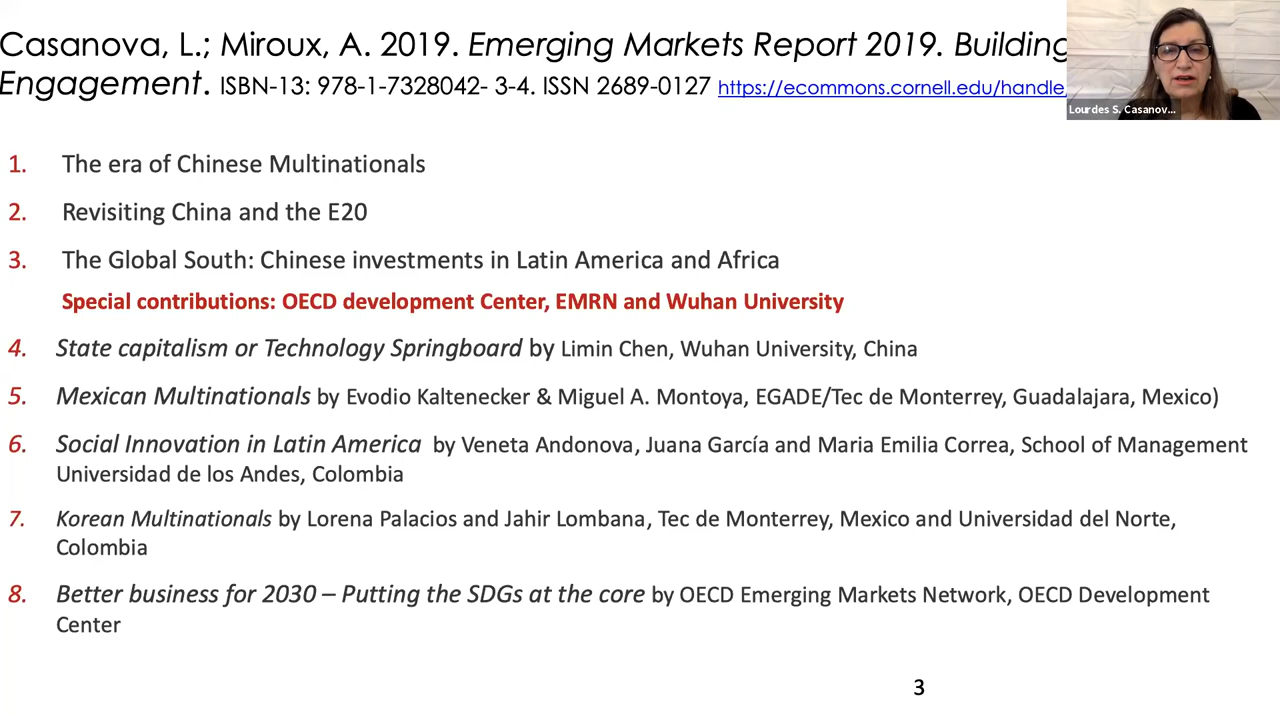 Casanova, L.; Miroux, A. 2019. Emerging Markets Report 2019. Building
Engagement. ISBN-13: 978-1-7328042- 3-4. ISSN 2689-0127 https://ecommons.cornell.edu/handle/
Lourdes S. Casanov...
1. The era of Chinese Multinationals
2. Revisiting China and the E20
3. The Global South: Chinese investments in Latin America and Africa
Special contributions: OECD development Center, EMRN and Wuhan University
4. State capitalism or Technology Springboard by Limin Chen, Wuhan University, China
5. Mexican Multinationals by Evodio Kaltenecker & Miguel A. Montoya, EGADE/Tec de Monterrey, Guadalajara, Mexico)
6. Social Innovation in Latin America by Veneta Andonova, Juana García and Maria Emilia Correa, School of Management
Universidad de los Andes, Colombia
7. Korean Multinationals by Lorena Palacios and Jahir Lombana, Tec de Monterrey, Mexico and Universidad del Norte,
Colombia
8. Better business for 2030 – Putting the SDGs at the core by OECD Emerging Markets Network, OECD Development
Center
3